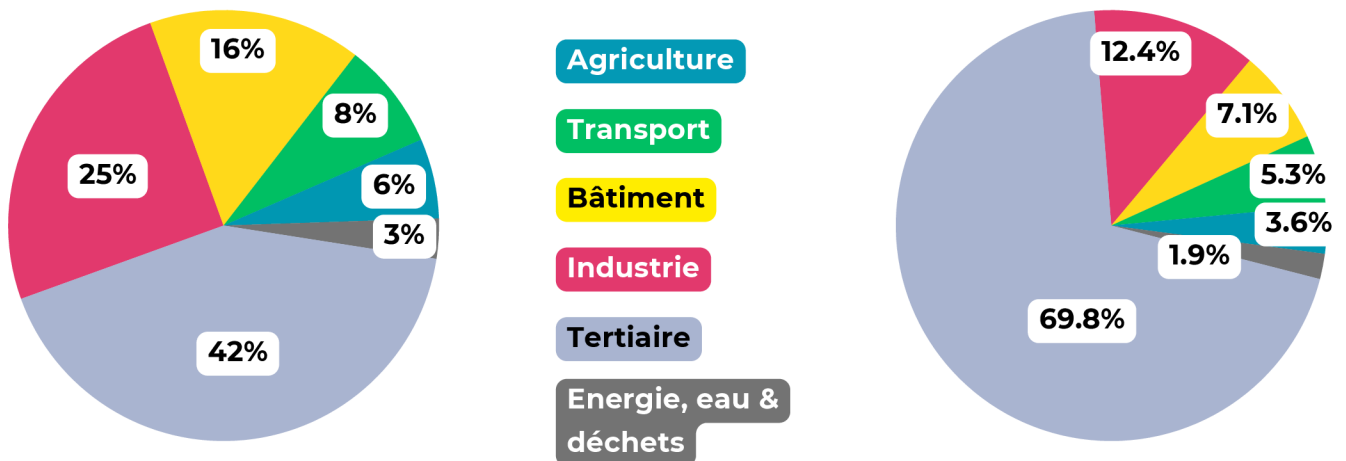 16%
8%
25%
6%
3%
42%
Agriculture
Transport
Bâtiment
Industrie
Tertiaire
Energie, eau &
déchets
12.4%
7.1%
5.3%
3.6%
1.9%
69.8%